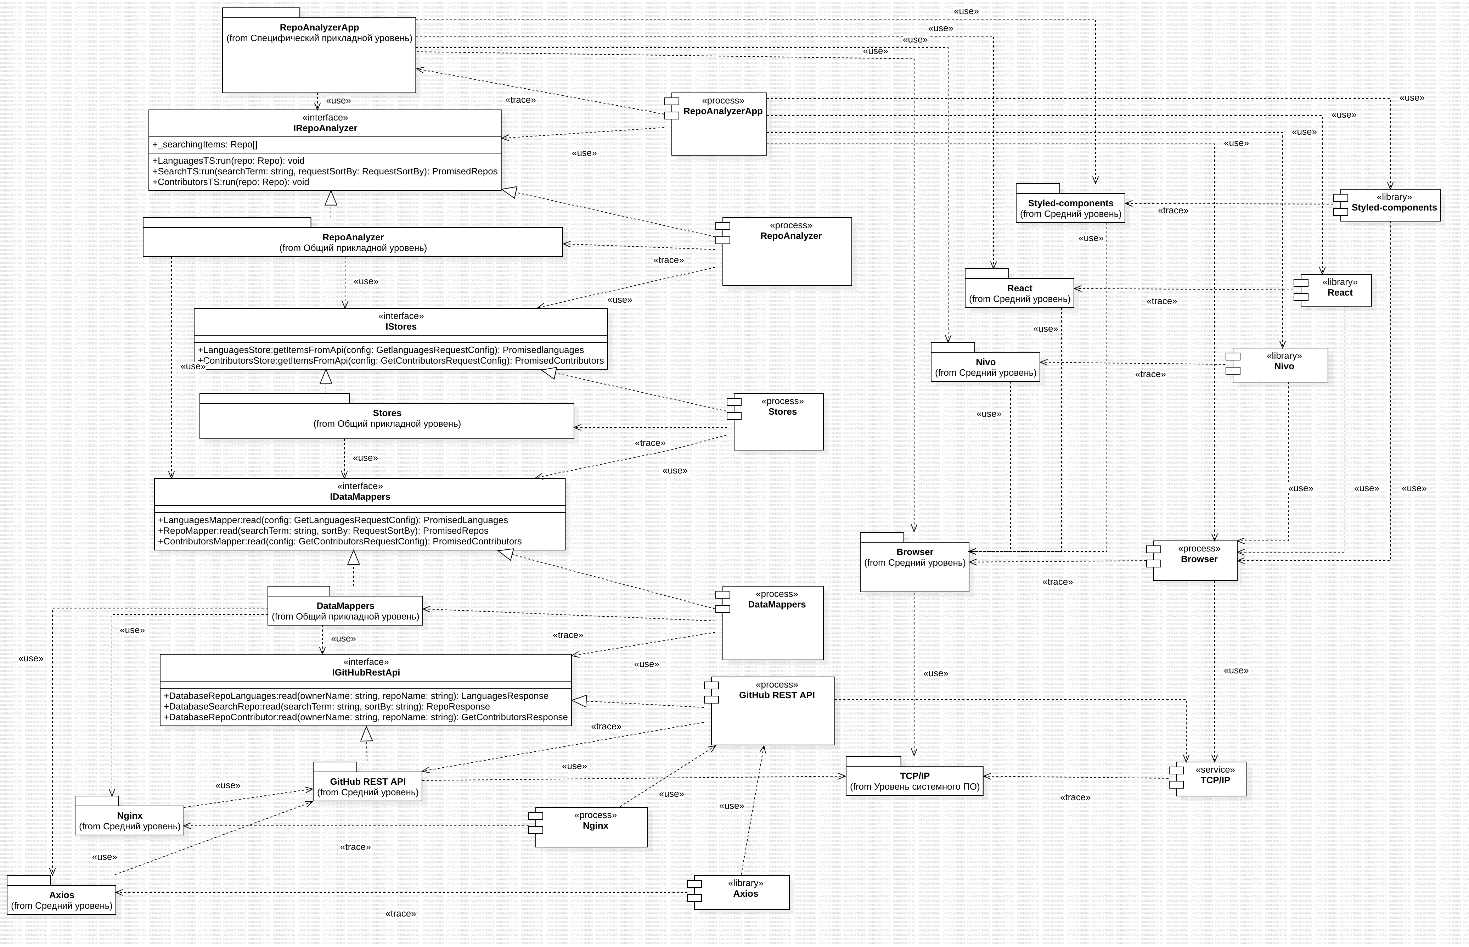 RepoAnalyzerApp
(from Специфический прикладной уровень)
«use»
«use»
«use»
«use»
«use»
«trace»
«process»
RepoAnalyzerApp
«use»
«use»
«use»
«use»
«interface»
IRepoAnalyzer
+_searchingItems: Repo[]
+LanguagesTS:run(repo: Repo): void
+SearchTS:run(searchTerm: string, requestSortBy: RequestSortBy): PromisedRepos
+ContributorsTS:run(repo: Repo): void
Styled-components
(from Средний уровень)
«trace»
«library»
Styled-components
«use»
RepoAnalyzer
(from Общий прикладной уровень)
«process»
RepoAnalyzer
«trace»
«use»
«use»
React
(from Средний уровень)
«trace»
«library»
React
«use»
«interface»
IStores
+LanguagesStore:getItemsFromApi(config: GetlanguagesRequestConfig): Promisedlanguages
+ContributorsStore:getItemsFromApi(config: GetContributorsRequestConfig): PromisedContributors
«use»
Nivo
(from Средний уровень)
«trace»
«library»
Nivo
«use»
Stores
(from Общий прикладной уровень)
«process»
Stores
«trace»
«use»
«use»
«use»
«use»
«use»
«interface»
IDataMappers
+LanguagesMapper:read(config: GetLanguagesRequestConfig): PromisedLanguages
+RepoMapper:read(searchTerm: string, sortBy: RequestSortBy): PromisedRepos
+ContributorsMapper:read(config: GetContributorsRequestConfig): PromisedContributors
Browser
(from Средний уровень)
«trace»
«process»
Browser
DataMappers
(from Общий прикладной уровень)
«process»
DataMappers
«use»
«use»
«trace»
«use»
«use»
«use»
«use»
«interface»
IGitHubRestApi
+DatabaseRepoLanguages:read(ownerName: string, repoName: string): LanguagesResponse
+DatabaseSearchRepo:read(searchTerm: string, sortBy: string): RepoResponse
+DatabaseRepoContributor:read(ownerName: string, repoName: string): GetContributorsResponse
«process»
GitHub REST API
«trace»
«use»
GitHub REST API
(from Средний уровень)
TCP/IP
(from Уровень системного ПО)
«trace»
«service»
TCP/IP
«use»
«use»
«use»
Nginx
(from Средний уровень)
«process»
Nginx
«trace»
«use»
Axios
(from Средний уровень)
«library»
Axios
«trace»